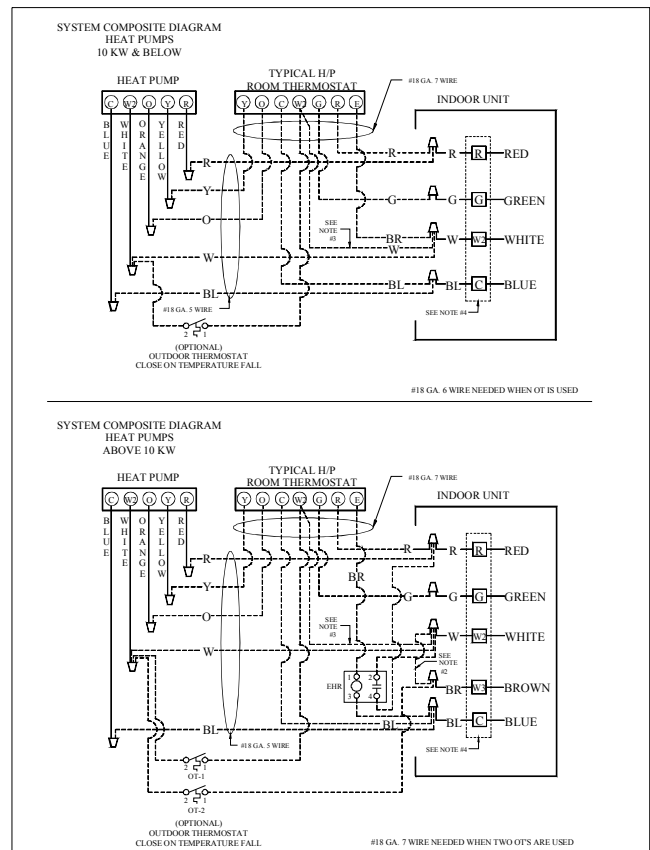 SYSTEM COMPOSITE DIAGRAM
HEAT PUMPS
10 KW & BELOW
HEAT PUMP
TYPICAL H/P
ROOM THERMOSTAT
#18 GA. 7 WIRE
INDOOR UNIT
C W2 O Y R
Y O C W2 G R E
BLUE
WHITE
ORANGE
YELLOW
RED
R
R
R
R
RED
Y
G
G
G
GREEN
O
SEE
NOTE
#3
BR
W
W
W2
WHITE
W
BL
BL
BL
C
BLUE
#18 GA. 5 WIRE
SEE NOTE #4
2 1
(OPTIONAL)
OUTDOOR THERMOSTAT
CLOSE ON TEMPERATURE FALL
#18 GA. 6 WIRE NEEDED WHEN OT IS USED
SYSTEM COMPOSITE DIAGRAM
HEAT PUMPS
ABOVE 10 KW
HEAT PUMP
TYPICAL H/P
ROOM THERMOSTAT
#18 GA. 7 WIRE
INDOOR UNIT
C W2 O Y R
Y O C W2 G R E
BLUE
WHITE
ORANGE
YELLOW
RED
R
R
R
R
RED
BR
Y
G
G
G
GREEN
O
SEE
NOTE
#3
W
W2
WHITE
W
SEE
NOTE
#2
EHR
1 2
3 4
BR
W3
BROWN
BL
BL
BL
C
BLUE
#18 GA. 5 WIRE
SEE NOTE #4
2 1
OT-1
2 1
OT-2
(OPTIONAL)
OUTDOOR THERMOSTAT
CLOSE ON TEMPERATURE FALL
#18 GA. 7 WIRE NEEDED WHEN TWO OT'S ARE USED